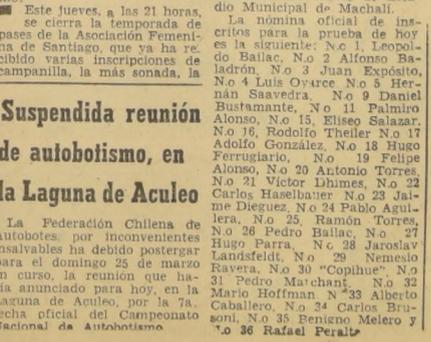 Este jueves, a las 21 horas,
se cierra la temporada de
pases de la Asociación Femeni-
na de Santiago, que ya ha re-
cibido varias inscripciones de
campanilla, la más sonada, la
Suspendida reunión
de autobotismo, en
la Laguna de Aculeo
La Federación Chilena de
Autobotes, por inconvenientes
insalvables ha debido postergar
para el domingo 25 de marzo
en curso, la reunión que ha-
bía anunciado para hoy, en la
Laguna de Aculeo, por la 7a.
fecha oficial del Campeonato
Nacional de Autobotismo
dio Municipal de Machalí.
La nómina oficial de ins-
critos para la prueba de hoy
es la siguiente: N.o 1, Leopol-
do Bailac, N.o 2 Alfonso Ba-
ladrón, N.o 3 Juan Expósito,
N.o 4 Luis Oyarce N.o 5 Her-
nán Saavedra, N.o 9 Daniel
Bustamante, N.o 11 Palmiro
Alonso, N.o 15, Eliseo Salazar.
N.o 16, Rodolfo Theiler N.o 17
Adolfo González, N.o 18 Hugo
Ferrugiario, N.o 19 Felipe
Alonso, N.o 20 Antonio Torres,
N.o 21 Víctor Dhimes, N.o 22
Carlos Haselbauer N.o 23 Jai-
me Dieguez, N.o 24 Pablo Agui-
lera, N.o 25, Ramón Torres,
N.o 26 Pedro Bailac, N.o 27
Hugo Parra, N.o 28 Jaroslav
Landsfeldt, N.o 29 Nemesio
Ravera, N.o 30 "Copihue", N.o
31 Pedro Marchant, N.o 32
Mario Hoffman N.o 33 Alberto
Caballero, N.o 34 Carlos Bru-
soni, N.o 35 Benigno Melero y
N.o 36 Rafael Peralta